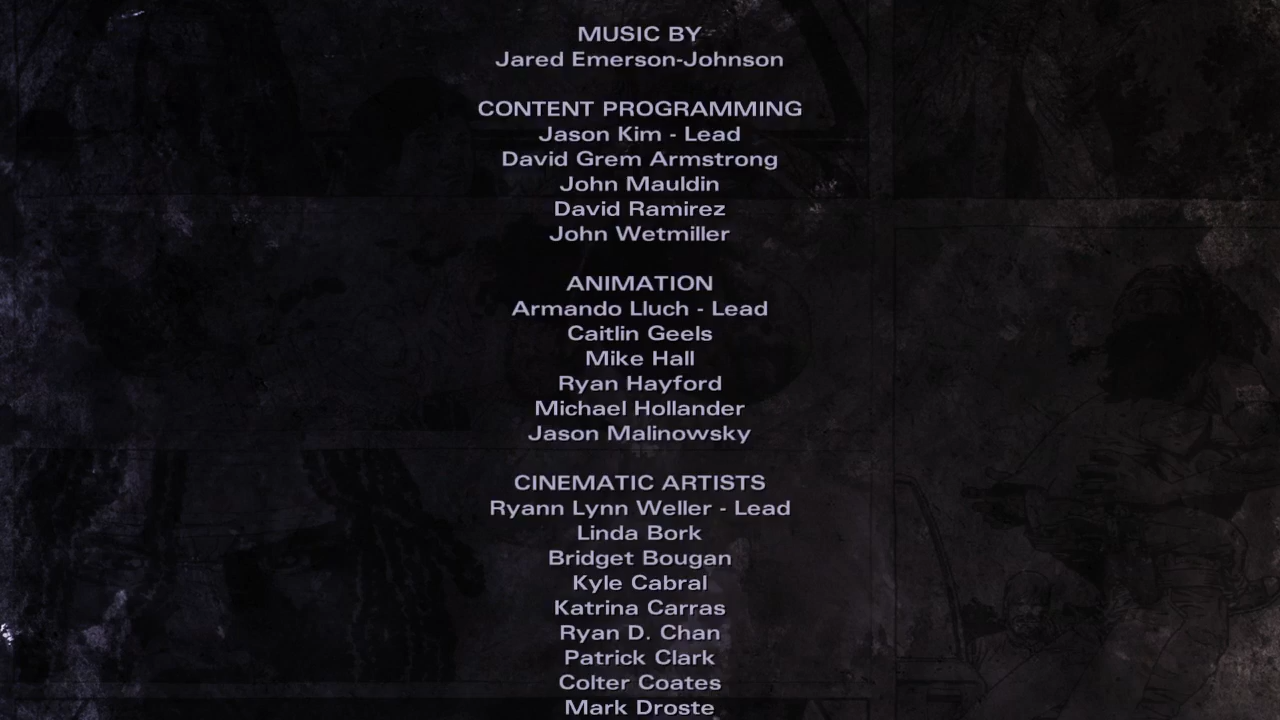 MUSIC BY
Jared Emerson-Johnson
CONTENT PROGRAMMING
Jason Kim - Lead
David Grem Armstrong
John Mauldin
David Ramirez
John Wetmiller
ANIMATION
Armando Lluch - Lead
Caitlin Geels
Mike Hall
Ryan Hayford
Michael Hollander
Jason Malinowsky
CINEMATIC ARTISTS
Ryann Lynn Weller - Lead
Linda Bork
Bridget Bougan
Kyle Cabral
Katrina Carras
Ryan D. Chan
Patrick Clark
Colter Coates
Mark Droste